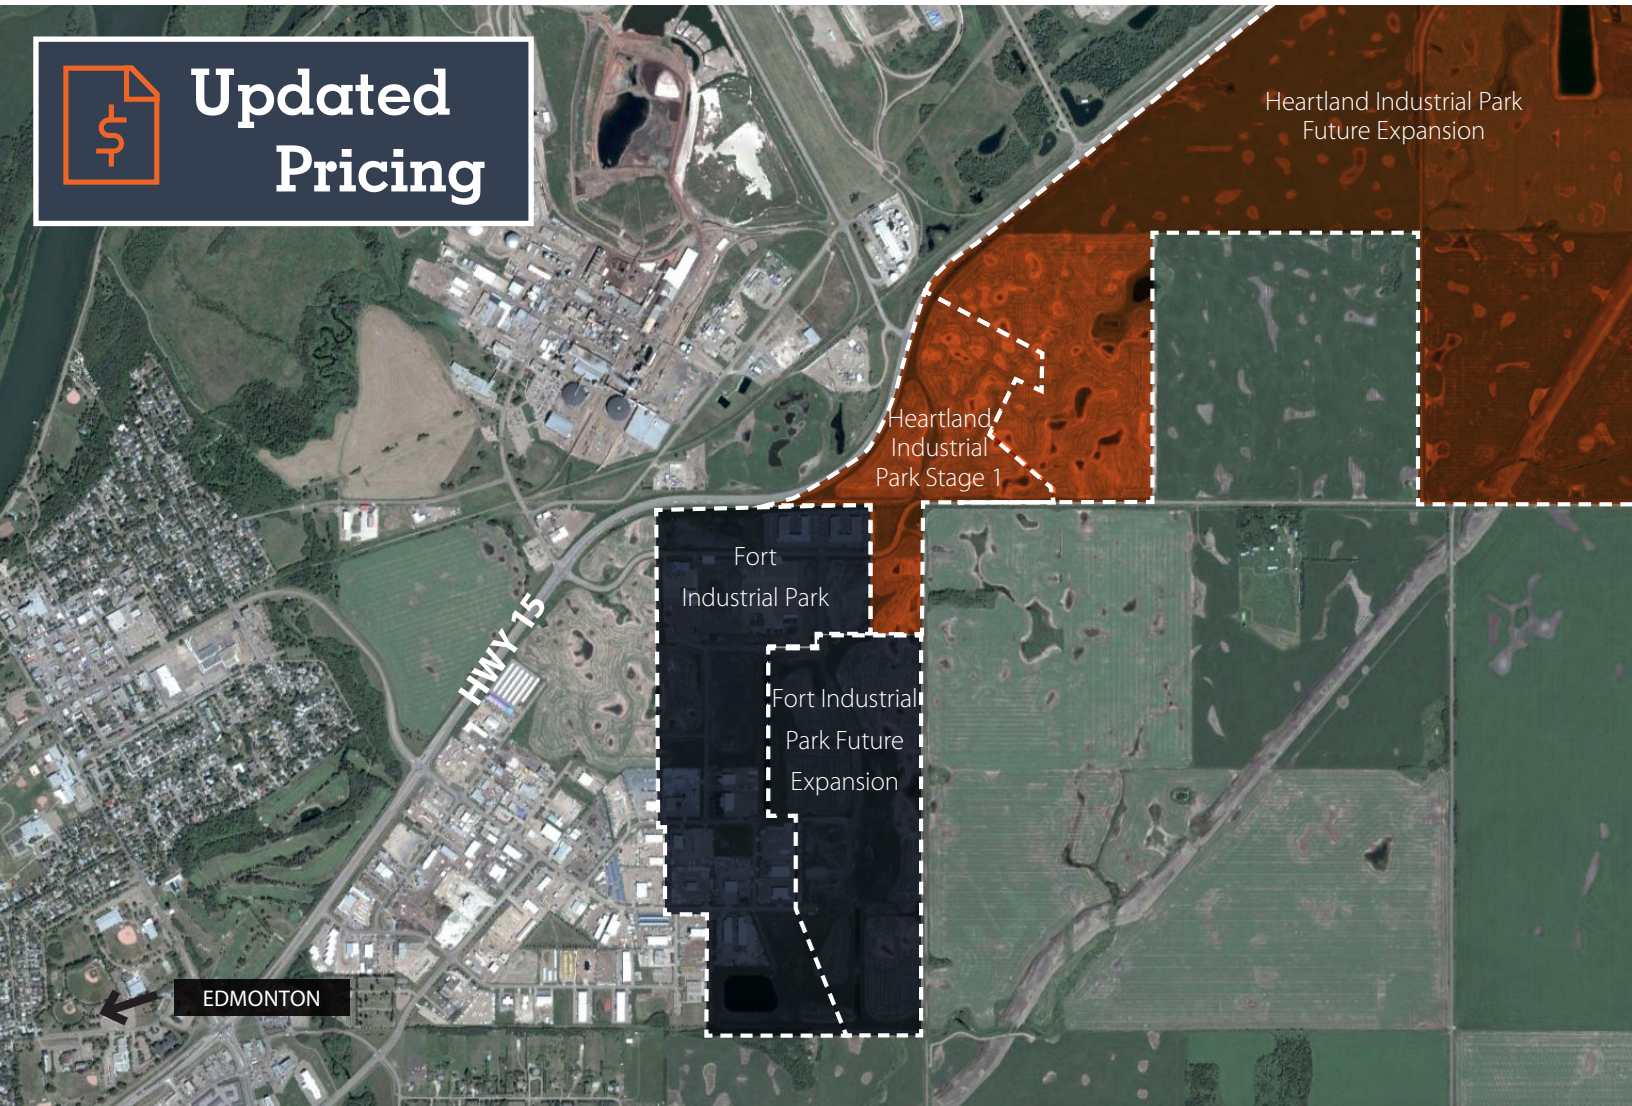 Updated
Pricing
$
Heartland Industrial Park
Future Expansion
Heartland
Industrial
Park Stage 1
Fort
Industrial Park
HWY 15
Fort Industrial
Park Future
Expansion
EDMONTON